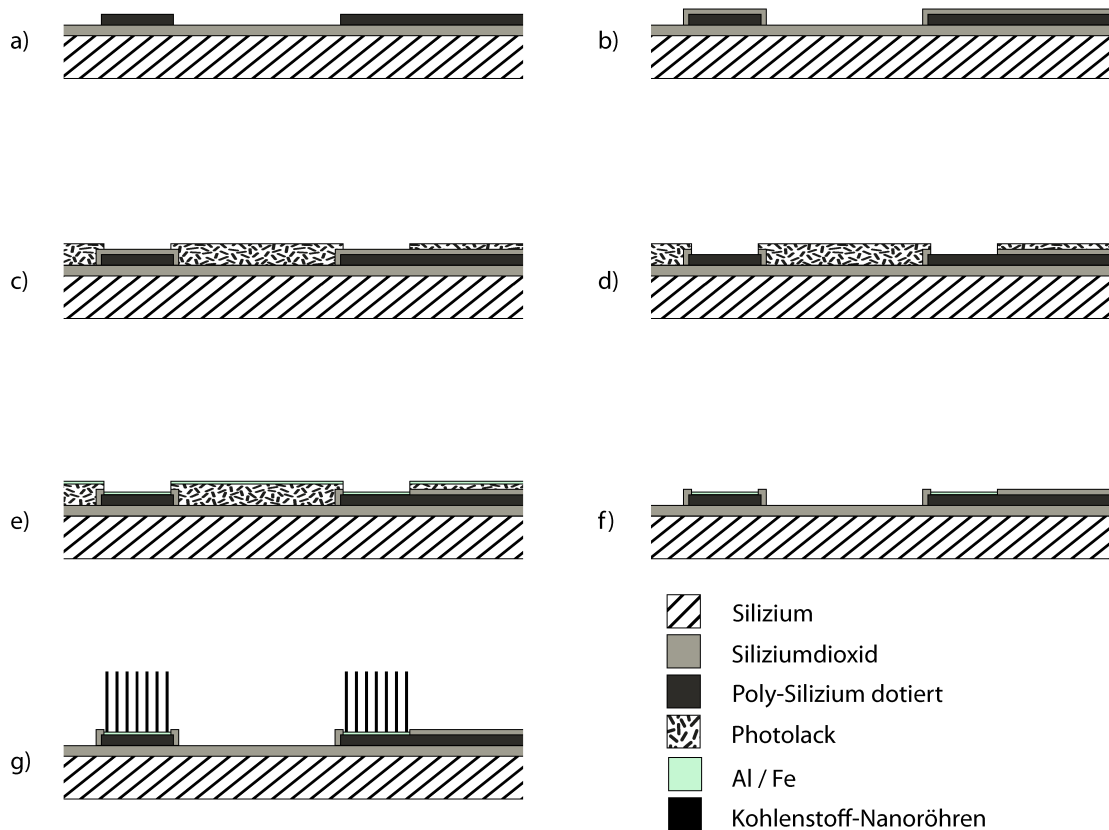 a)
b)
c)
d)
e)
f)
g)
Silizium
Siliziumdioxid
Poly-Silizium dotiert
Photolack
Al / Fe
Kohlenstoff-Nanoröhren